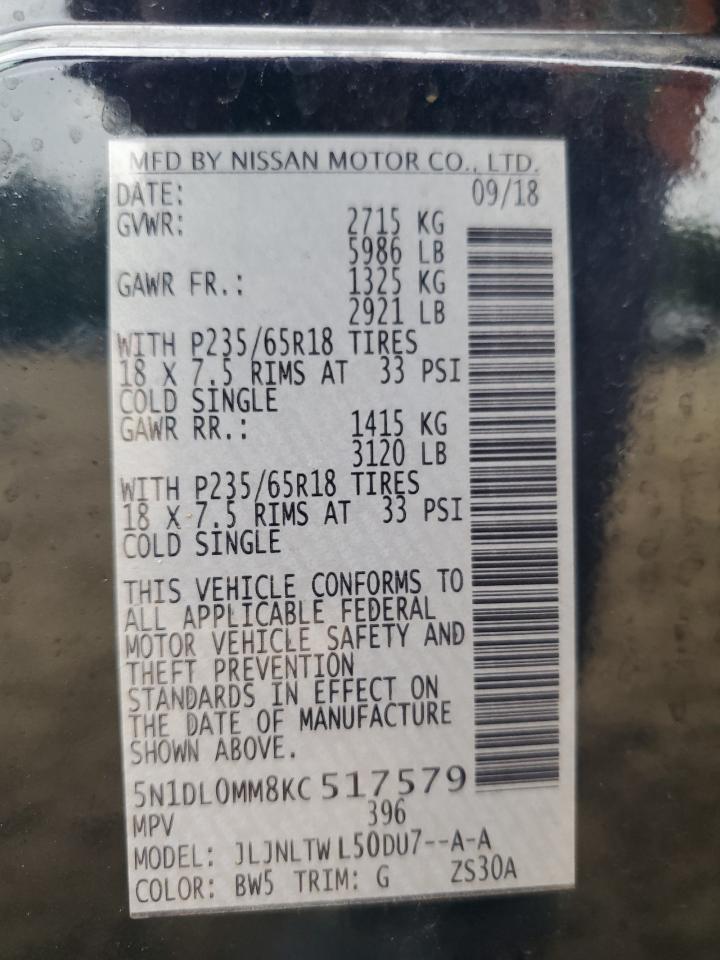 MFD BY NISSAN MOTOR CO., LTD.
DATE: 09/18
GVWR: 2715 KG
5986 LB
GAWR FR.: 1325 KG
2921 LB
WITH P235/65R18 TIRES
18 X 7.5 RIMS AT 33 PSI
COLD SINGLE
GAWR RR.: 1415 KG
3120 LB
WITH P235/65R18 TIRES
18 X 7.5 RIMS AT 33 PSI
COLD SINGLE
THIS VEHICLE CONFORMS TO
ALL APPLICABLE FEDERAL
MOTOR VEHICLE SAFETY AND
THEFT PREVENTION
STANDARDS IN EFFECT ON
THE DATE OF MANUFACTURE
SHOWN ABOVE.
5N1DL0MM8KC 517579
MPV 396
MODEL: JLJNLTW L50DU7--A-A
COLOR: BW5 TRIM: G ZS30A